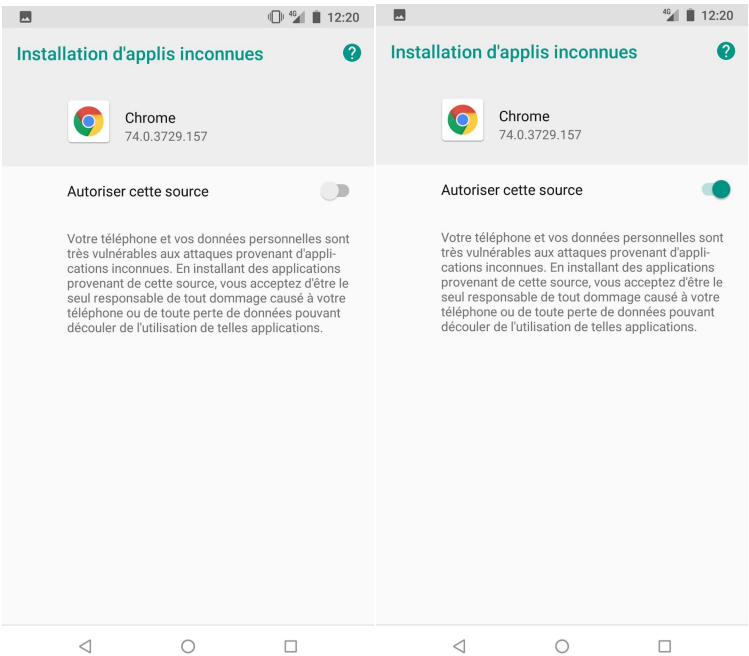 4G 12:20
Installation d'applis inconnues ?
Chrome
74.0.3729.157
Autoriser cette source
Votre téléphone et vos données personnelles sont
très vulnérables aux attaques provenant d'appli-
cations inconnues. En installant des applications
provenant de cette source, vous acceptez d'être le
seul responsable de tout dommage causé à votre
téléphone ou de toute perte de données pouvant
découler de l'utilisation de telles applications.
4G 12:20
Installation d'applis inconnues ?
Chrome
74.0.3729.157
Autoriser cette source
Votre téléphone et vos données personnelles sont
très vulnérables aux attaques provenant d'appli-
cations inconnues. En installant des applications
provenant de cette source, vous acceptez d'être le
seul responsable de tout dommage causé à votre
téléphone ou de toute perte de données pouvant
découler de l'utilisation de telles applications.